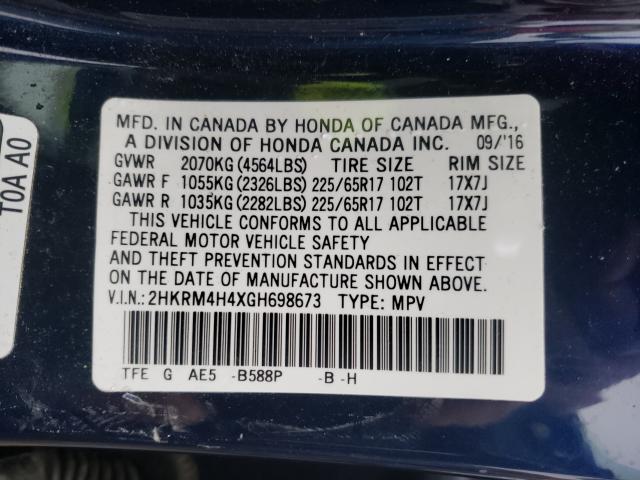 MFD. IN CANADA BY HONDA OF CANADA MFG.,
A DIVISION OF HONDA CANADA INC. 09/'16
GVWR 2070KG(4564LBS) TIRE SIZE RIM SIZE
GAWR F 1055KG(2326LBS) 225/65R17 102T 17X7J
GAWR R 1035KG(2282LBS) 225/65R17 102T 17X7J
THIS VEHICLE CONFORMS TO ALL APPLICABLE
FEDERAL MOTOR VEHICLE SAFETY
AND THEFT PREVENTION STANDARDS IN EFFECT
ON THE DATE OF MANUFACTURE SHOWN ABOVE.
V.I.N.: 2HKRM4H4XGH698673 TYPE: MPV
TFE G AE5 -B588P -B -H
T0A A0